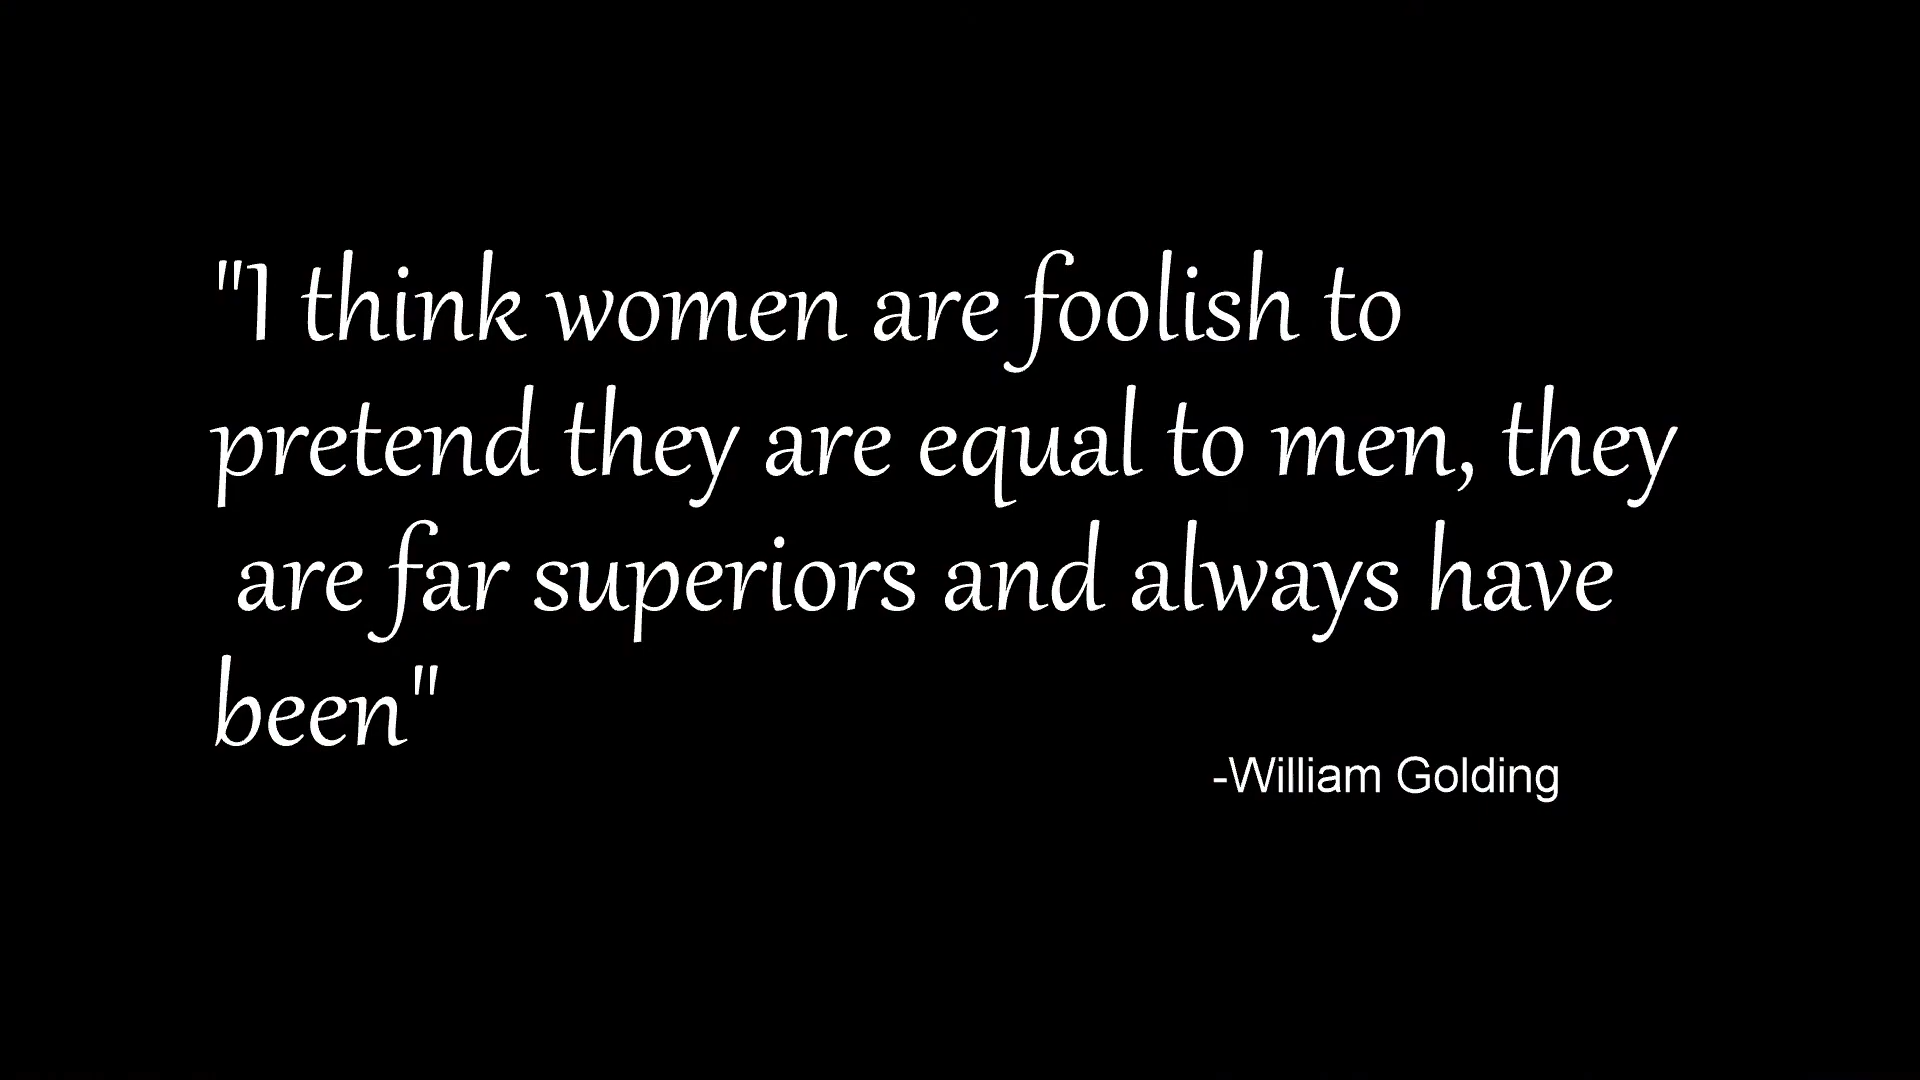 "I think women are foolish to
pretend they are equal to men, they
are far superiors and always have
been"
-William Golding